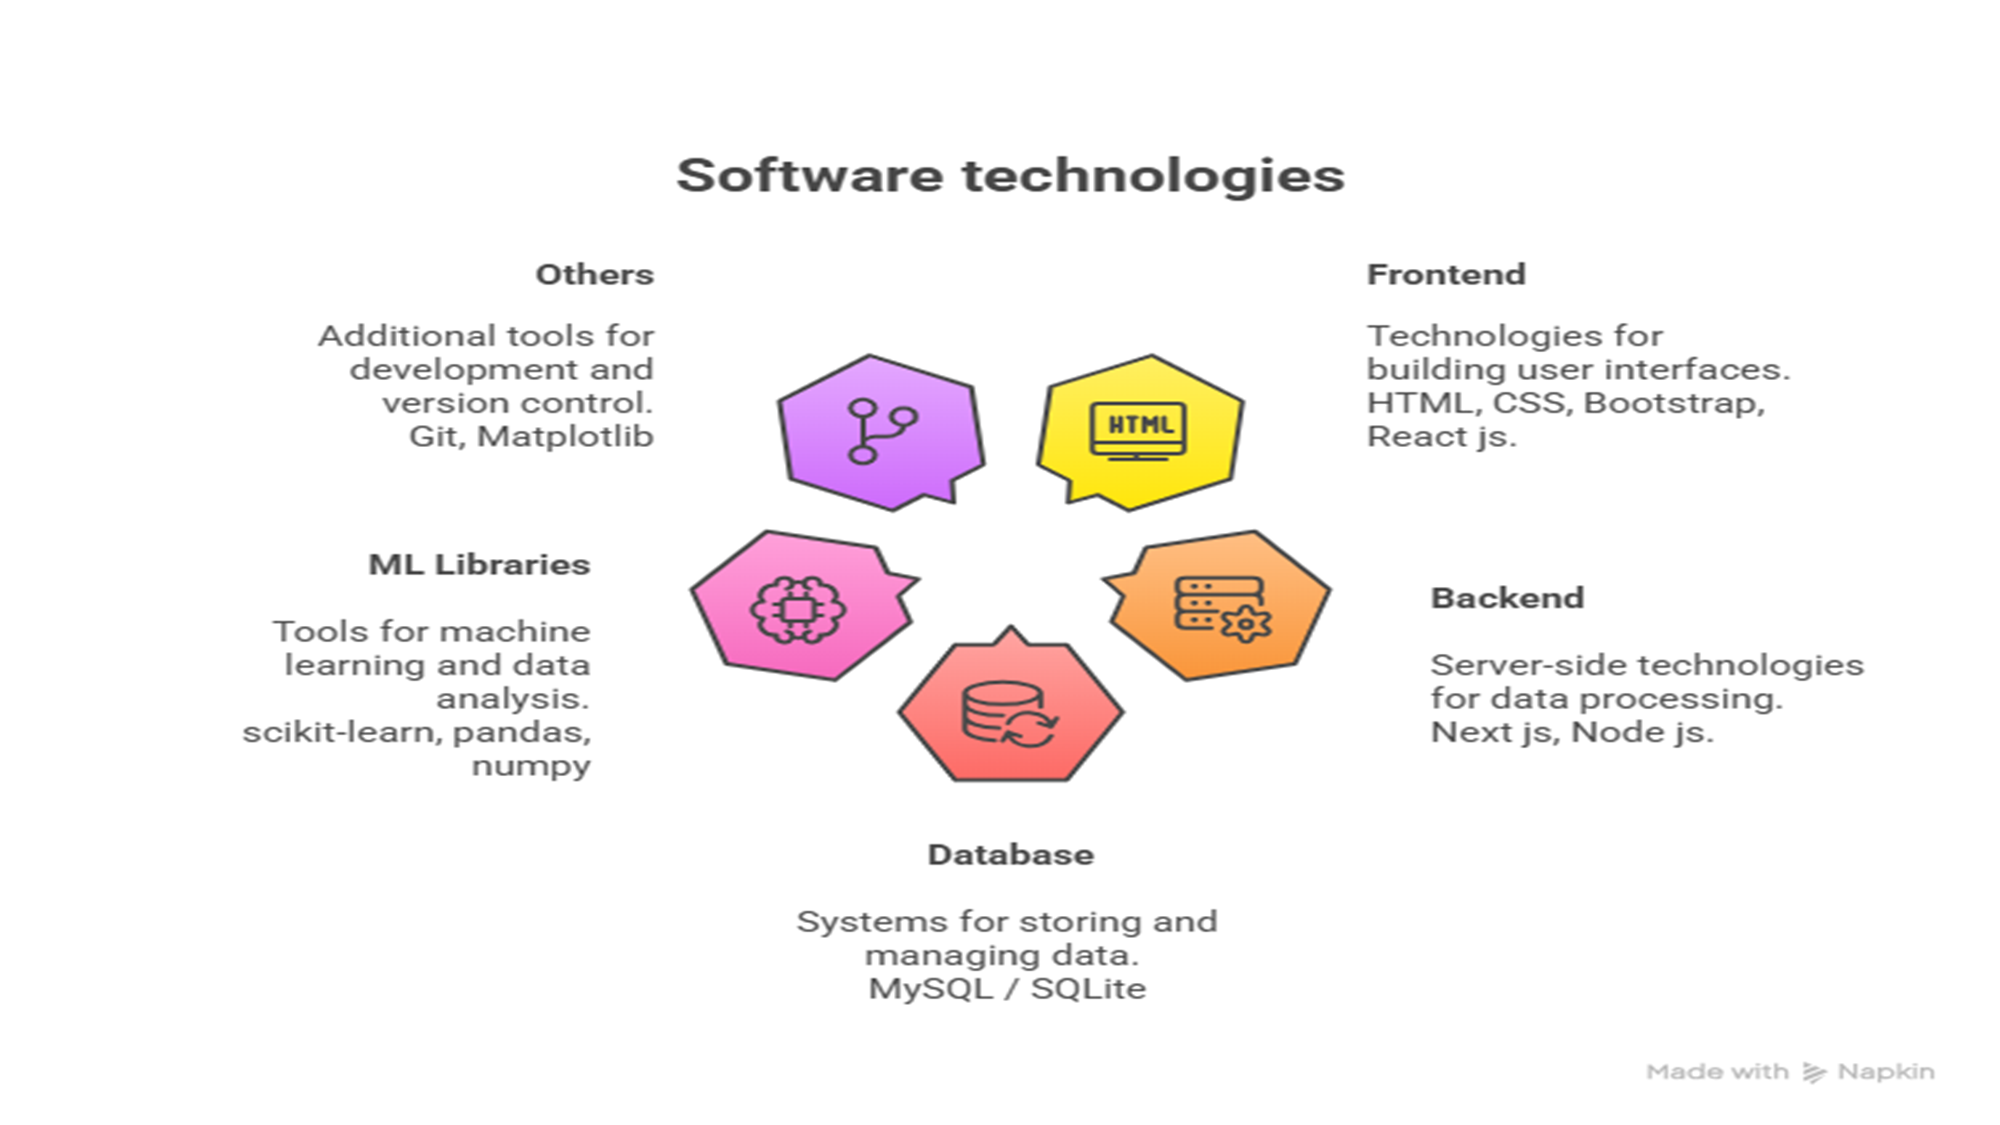 Software technologies
Others
Additional tools for
development and
version control.
Git, Matplotlib
Frontend
Technologies for
building user interfaces.
HTML, CSS, Bootstrap,
React js.
HTML
ML Libraries
Tools for machine
learning and data
analysis.
scikit-learn, pandas,
numpy
Backend
Server-side technologies
for data processing.
Next js, Node js.
Database
Systems for storing and
managing data.
MySQL / SQLite
Made with Napkin